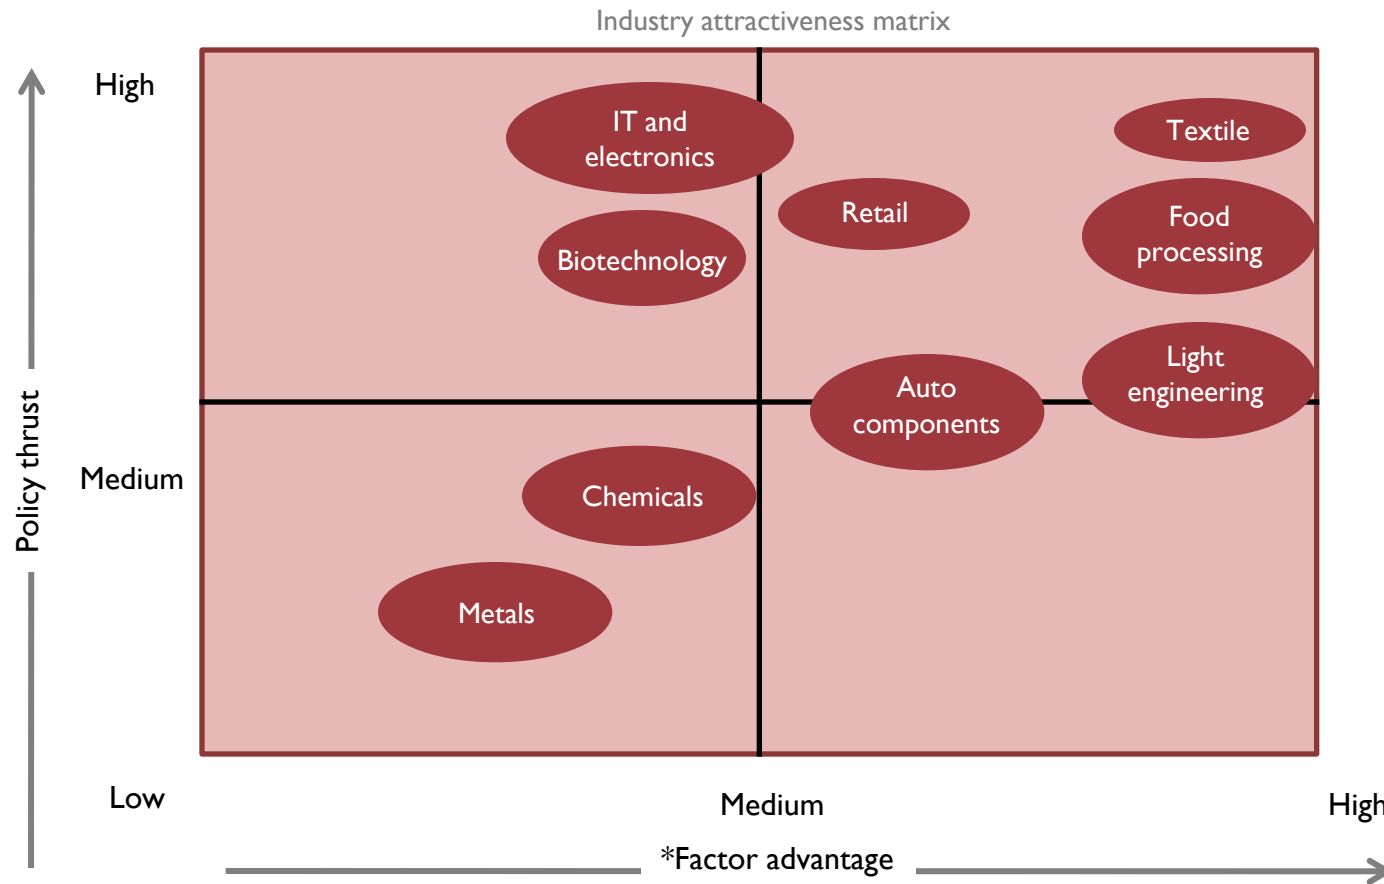 Industry attractiveness matrix
High
IT and
electronics
Textile
Retail
Food
processing
Biotechnology
Light
engineering
Auto
components
Policy thrust
Medium
Chemicals
Metals
Low
Medium
High
*Factor advantage